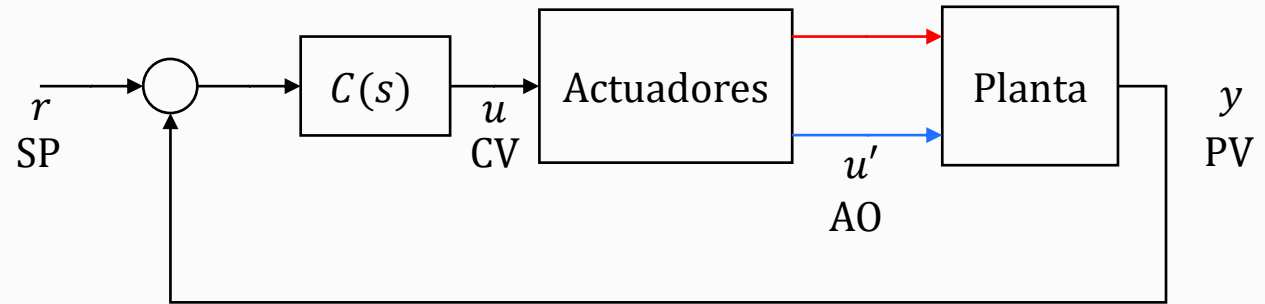 r
SP
C(s)
u
CV
Actuadores
u′
AO
Planta
y
PV